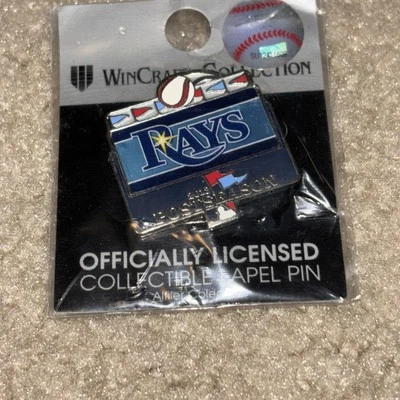 WINCRAFT COLLECTION
RAYS
POSTSEASON
OFFICIALLY LICENSED
COLLECTIBLE LAPEL PIN